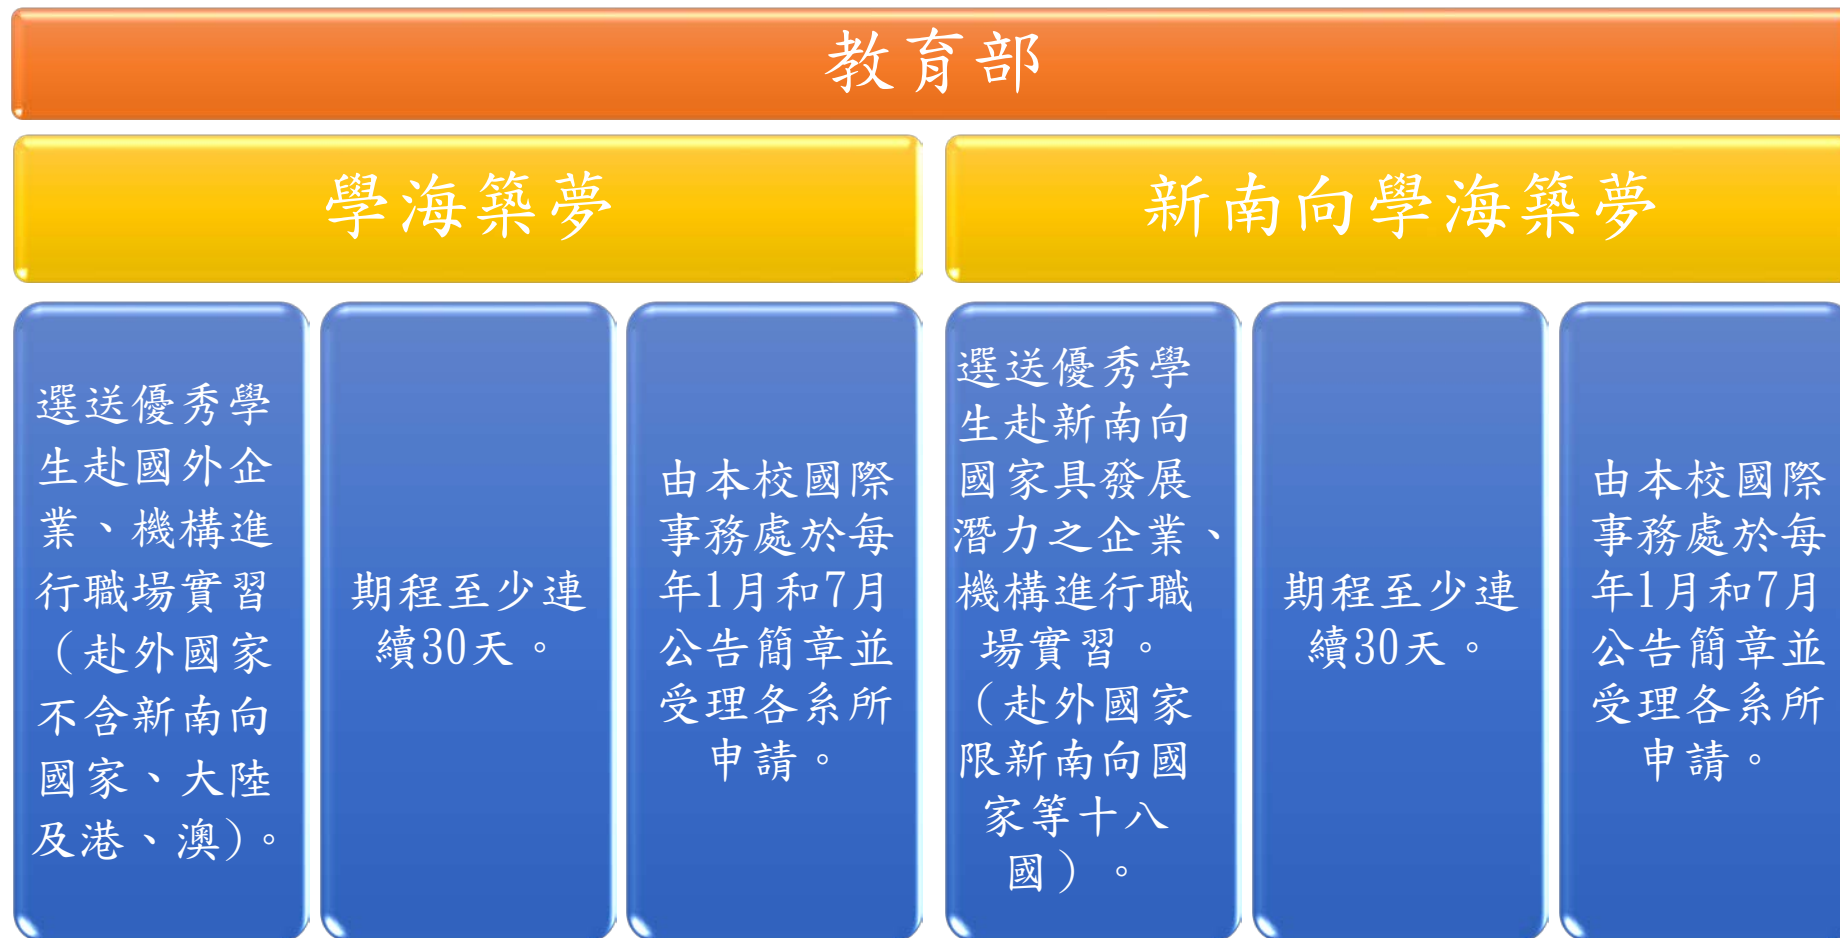 教育部
學海築夢
新南向學海築夢
選送優秀學
生赴國外企
業、機構進
行職場實習
（赴外國家
不含新南向
國家、大陸
及港、澳)。
期程至少連
續30天。
由本校國際
事務處於每
年1月和7月
公告簡章並
受理各系所
申請。
選送優秀學
生赴新南向
國家具發展
潛力之企業、
機構進行職
場實習。
（赴外國家
限新南向國
家等十八
國）。
期程至少連
續30天。
由本校國際
事務處於每
年1月和7月
公告簡章並
受理各系所
申請。